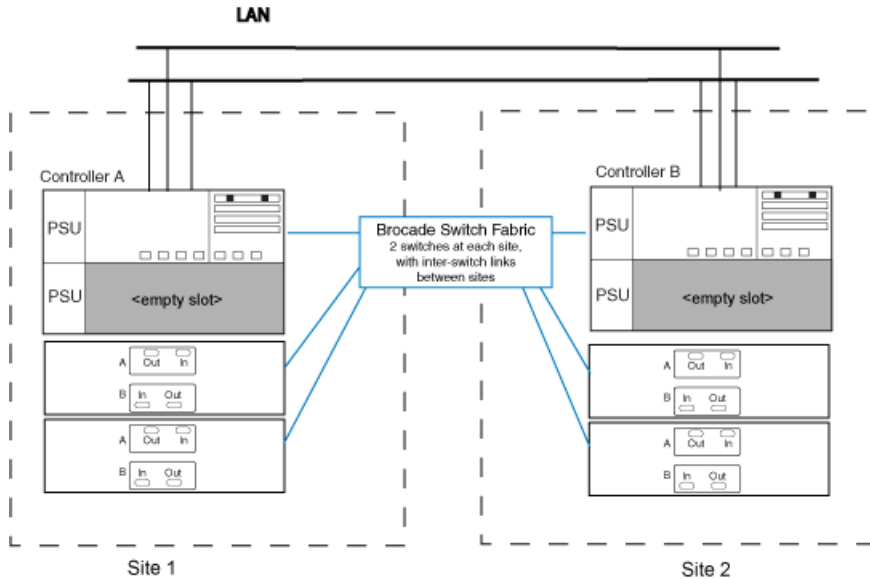 LAN
Controller A
PSU
PSU
<empty slot>
A
Out In
B
In Out
A
Out In
B
In Out
Site 1
Brocade Switch Fabric
2 switches at each site,
with inter-switch links
between sites
Controller B
PSU
PSU
<empty slot>
A
Out In
B
In Out
A
Out In
B
In Out
Site 2